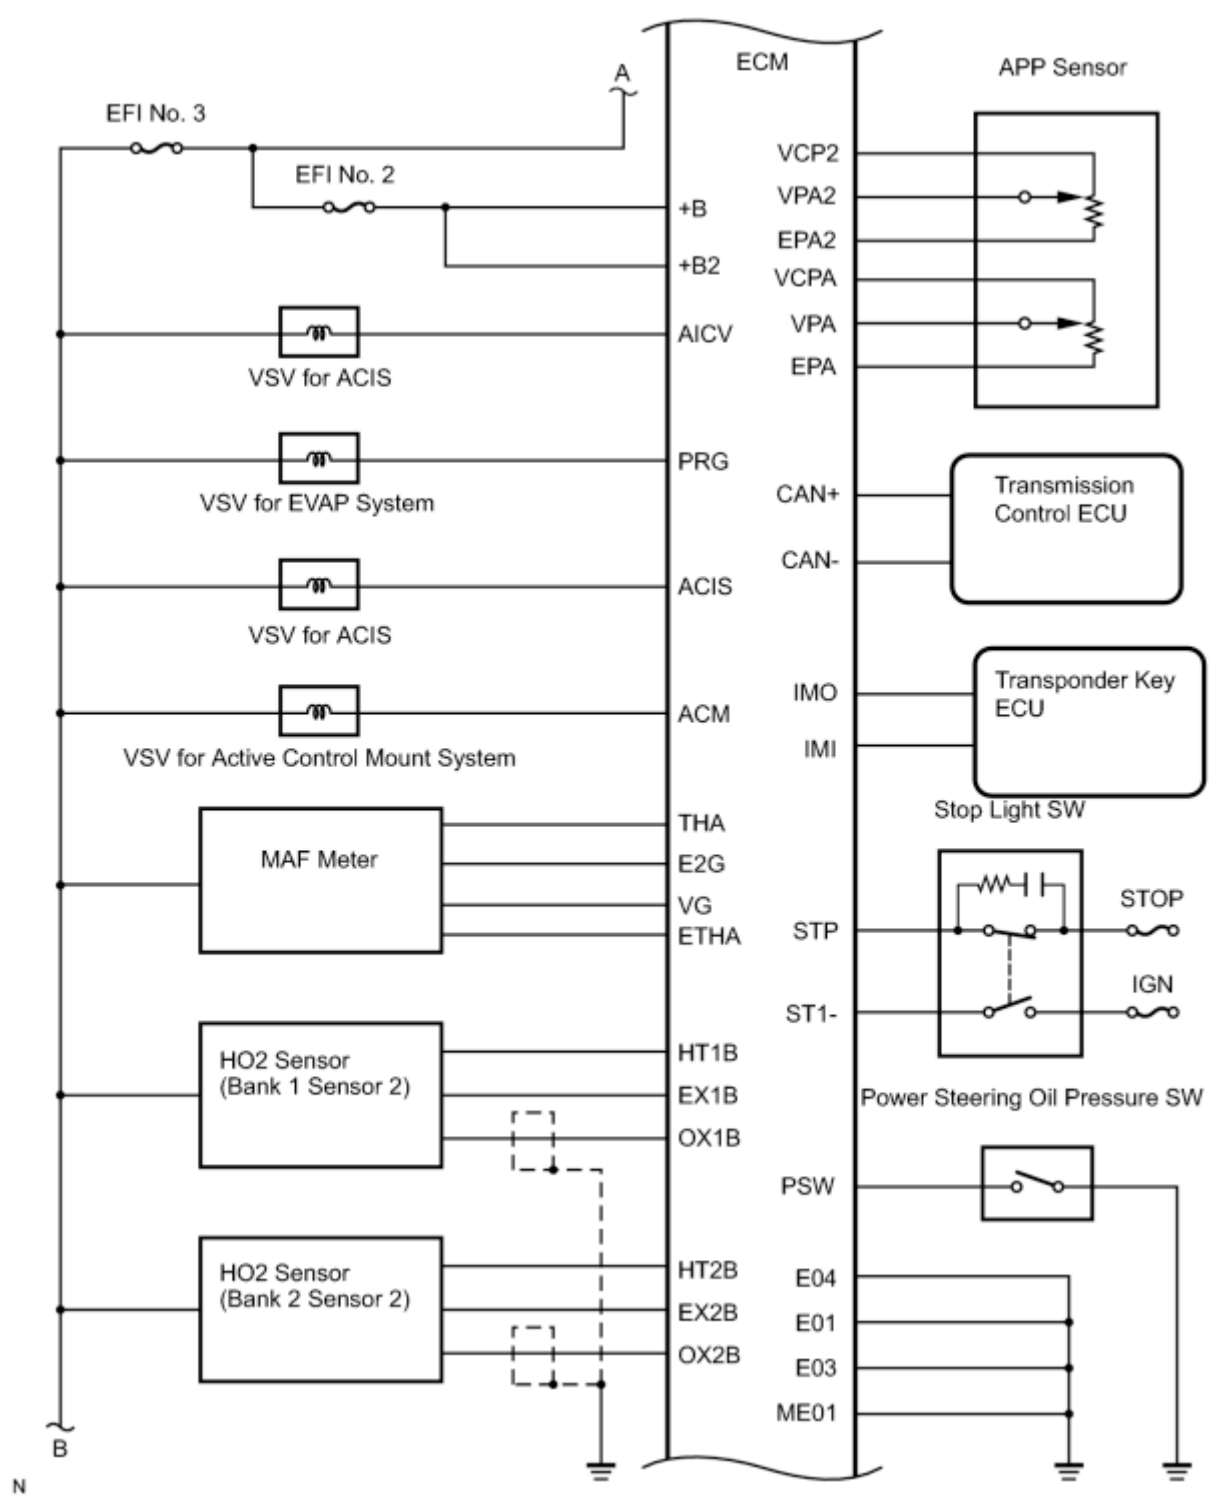 ECM
A
EFI No. 3
EFI No. 2
+B
+B2
AICV
VSV for ACIS
PRG
VSV for EVAP System
ACIS
VSV for ACIS
ACM
VSV for Active Control Mount System
MAF Meter
THA
E2G
VG
ETHA
HO2 Sensor
(Bank 1 Sensor 2)
HT1B
EX1B
OX1B
HO2 Sensor
(Bank 2 Sensor 2)
HT2B
EX2B
OX2B
B
N
APP Sensor
VCP2
VPA2
EPA2
VCPA
VPA
EPA
CAN+
CAN-
Transmission
Control ECU
IMO
IMI
Transponder Key
ECU
Stop Light SW
STP
STOP
ST1-
IGN
Power Steering Oil Pressure SW
PSW
E04
E01
E03
ME01